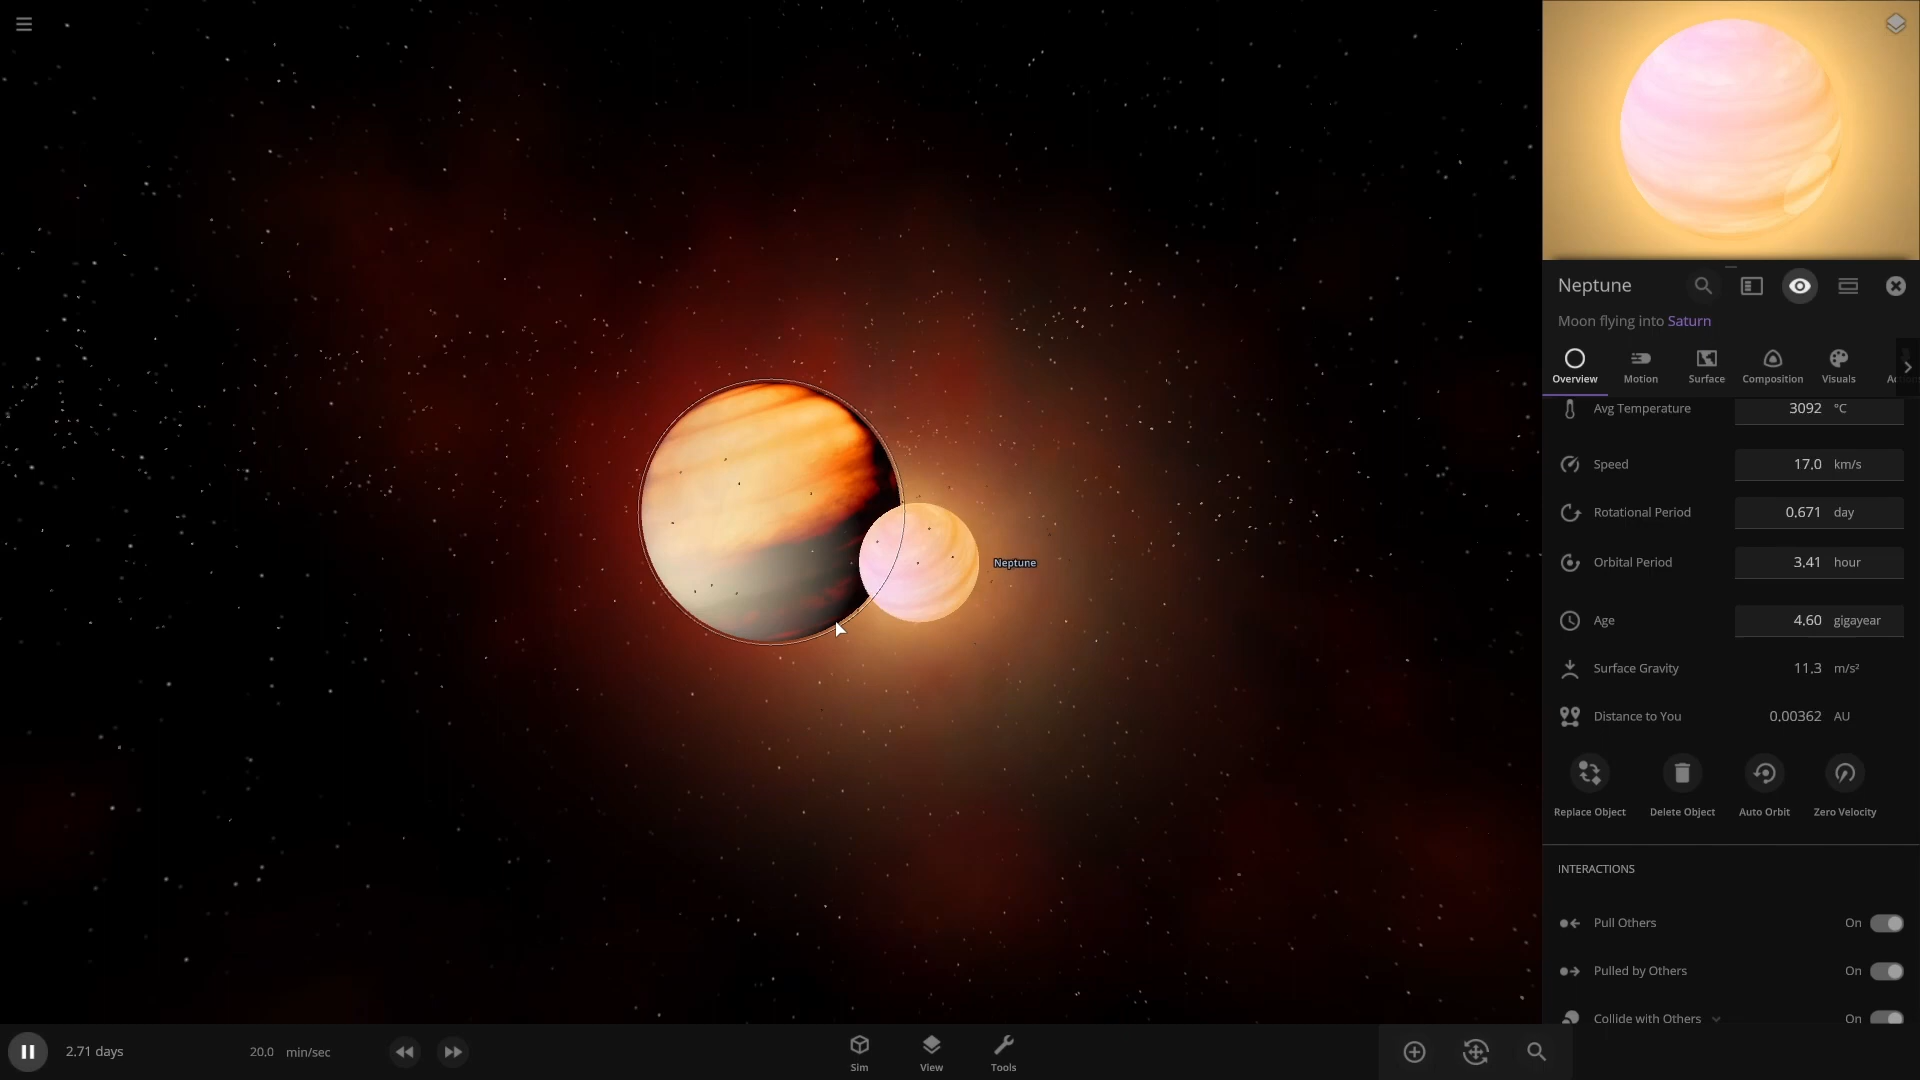 Neptune
Neptune
Moon flying into Saturn
Overview Motion Surface Composition Visuals
Avg Temperature 3092 °C
Speed 17.0 km/s
Rotational Period 0.671 day
Orbital Period 3.41 hour
Age 4.60 gigayear
Surface Gravity 11.3 m/s²
Distance to You 0.00362 AU
Replace Object Delete Object Auto Orbit Zero Velocity
INTERACTIONS
Pull Others On
Pulled by Others On
Collide with Others On
2.71 days 20.0 min/sec
Sim View Tools